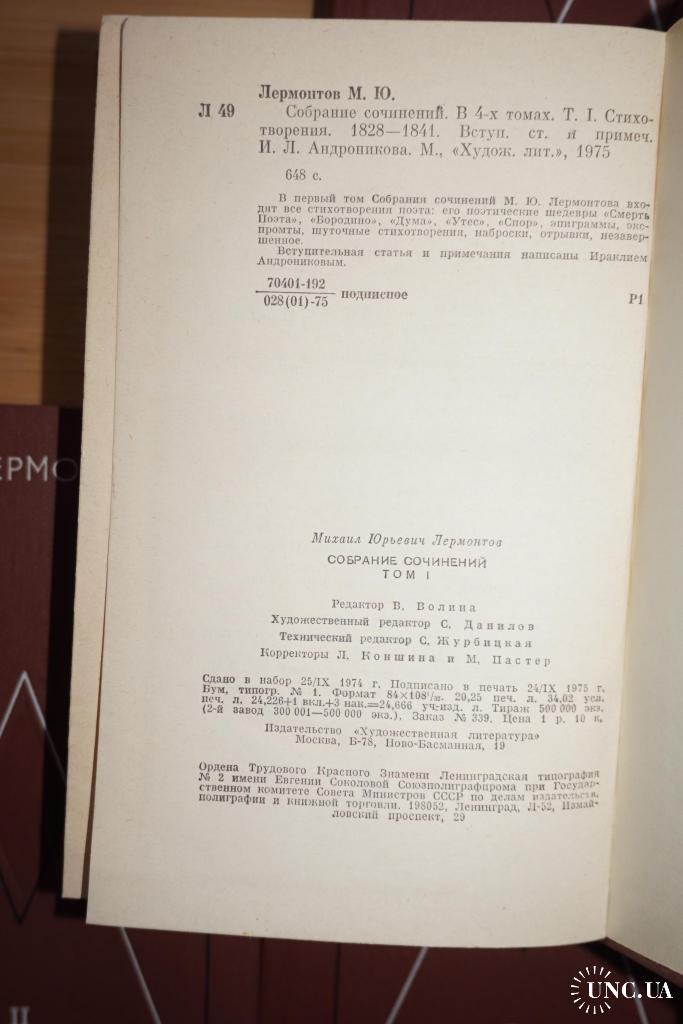 Лермонтов М. Ю.
Л 49
Собрание сочинений. В 4-х томах. Т. I. Стихо-
творения. 1828—1841. Вступ. ст. и примеч.
И. Л. Андроникова. М., «Худож. лит.», 1975
648 с.
В первый том Собрания сочинений М. Ю. Лермонтова вхо-
дят все стихотворения поэта: его поэтические шедевры «Смерть
Поэта», «Бородино», «Дума», «Утес», «Спор», эпиграммы, экс-
промты, шуточные стихотворения, наброски, отрывки, незавер-
шенное.
Вступительная статья и примечания написаны Ираклием
Андрониковым.
70401-192
028(01)-75
подписное
Р1
Михаил Юрьевич Лермонтов
СОБРАНИЕ СОЧИНЕНИЙ
ТОМ I
Редактор В. Волина
Художественный редактор С. Данилов
Технический редактор С. Журбицкая
Корректоры Л. Коншина и М. Пастер
Сдано в набор 25/IX 1974 г. Подписано в печать 24/IX 1975 г.
Бум. типогр. № 1. Формат 84×108¹/₃₂. 20,25 печ. л. 34,02 усл.
печ. л. 24,226+1 вкл.+3 нак.=24,666 уч-изд. л. Тираж 500 000 экз.
(2-й завод 300 001—500 000 экз.). Заказ № 339. Цена 1 р. 10 к.
Издательство «Художественная литература»
Москва, Б-78, Ново-Басманная, 19
Ордена Трудового Красного Знамени Ленинградская типография
№ 2 имени Евгении Соколовой Союзполиграфпрома при Государ-
ственном комитете Совета Министров СССР по делам издательств,
полиграфии и книжной торговли. 198052, Ленинград, Л-52, Измай-
ловский проспект, 29
ЕРМО
II
UNC.UA